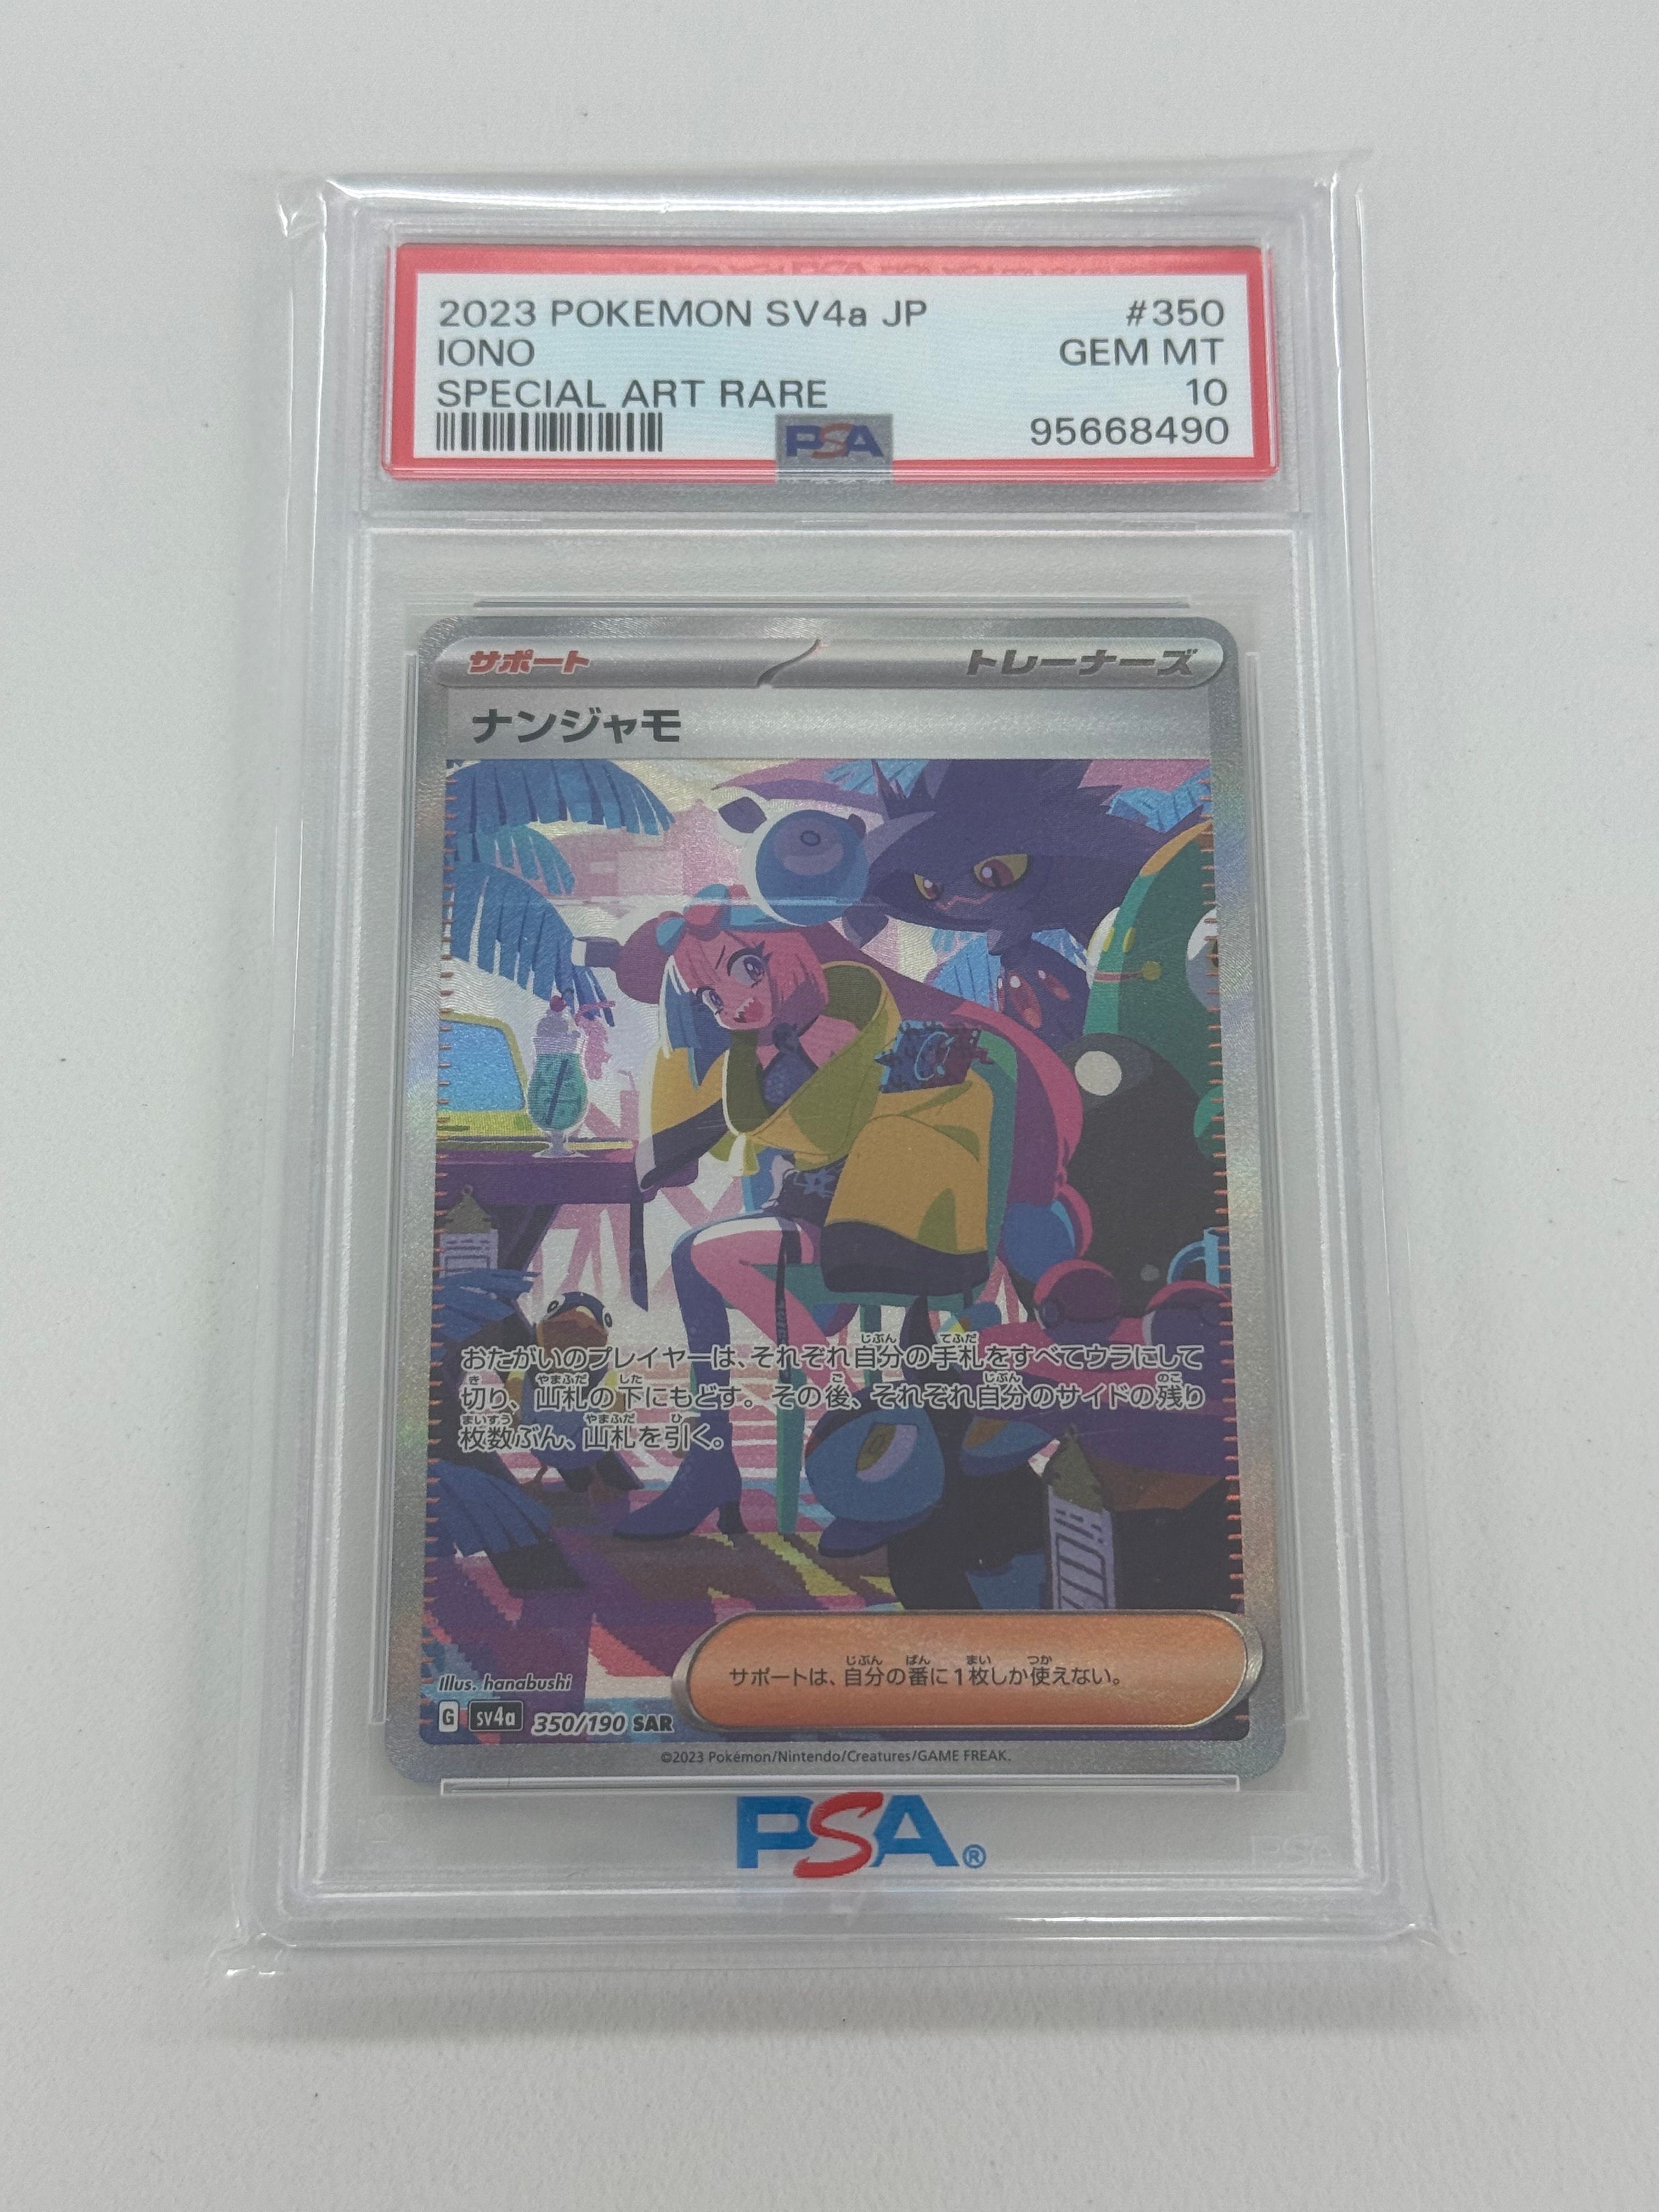 2023 POKEMON SV4a JP #350
IONO GEM MT
SPECIAL ART RARE 10
PSA 95668490
サポート トレーナーズ
ナンジャモ
おたがいのプレイヤーは、それぞれ自分の手札をすべてウラにして
切り、山札の下にもどす。その後、それぞれ自分のサイドの残り
枚数ぶん、山札を引く。
サポートは、自分の番に1枚しか使えない。
Illus. hanabushi
G SV4a 350/190 SAR
©2023 Pokémon/Nintendo/Creatures/GAME FREAK.
PSA®